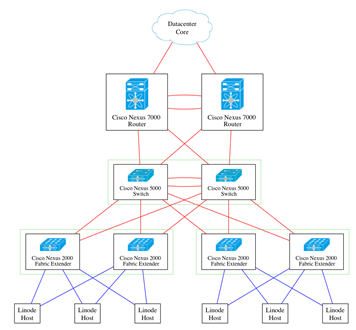 Datacenter
Core
Cisco Nexus 7000
Router
Cisco Nexus 7000
Router
Cisco Nexus 5000
Switch
Cisco Nexus 5000
Switch
Cisco Nexus 2000
Fabric Extender
Cisco Nexus 2000
Fabric Extender
Cisco Nexus 2000
Fabric Extender
Cisco Nexus 2000
Fabric Extender
Linode
Host
Linode
Host
Linode
Host
Linode
Host
Linode
Host
Linode
Host